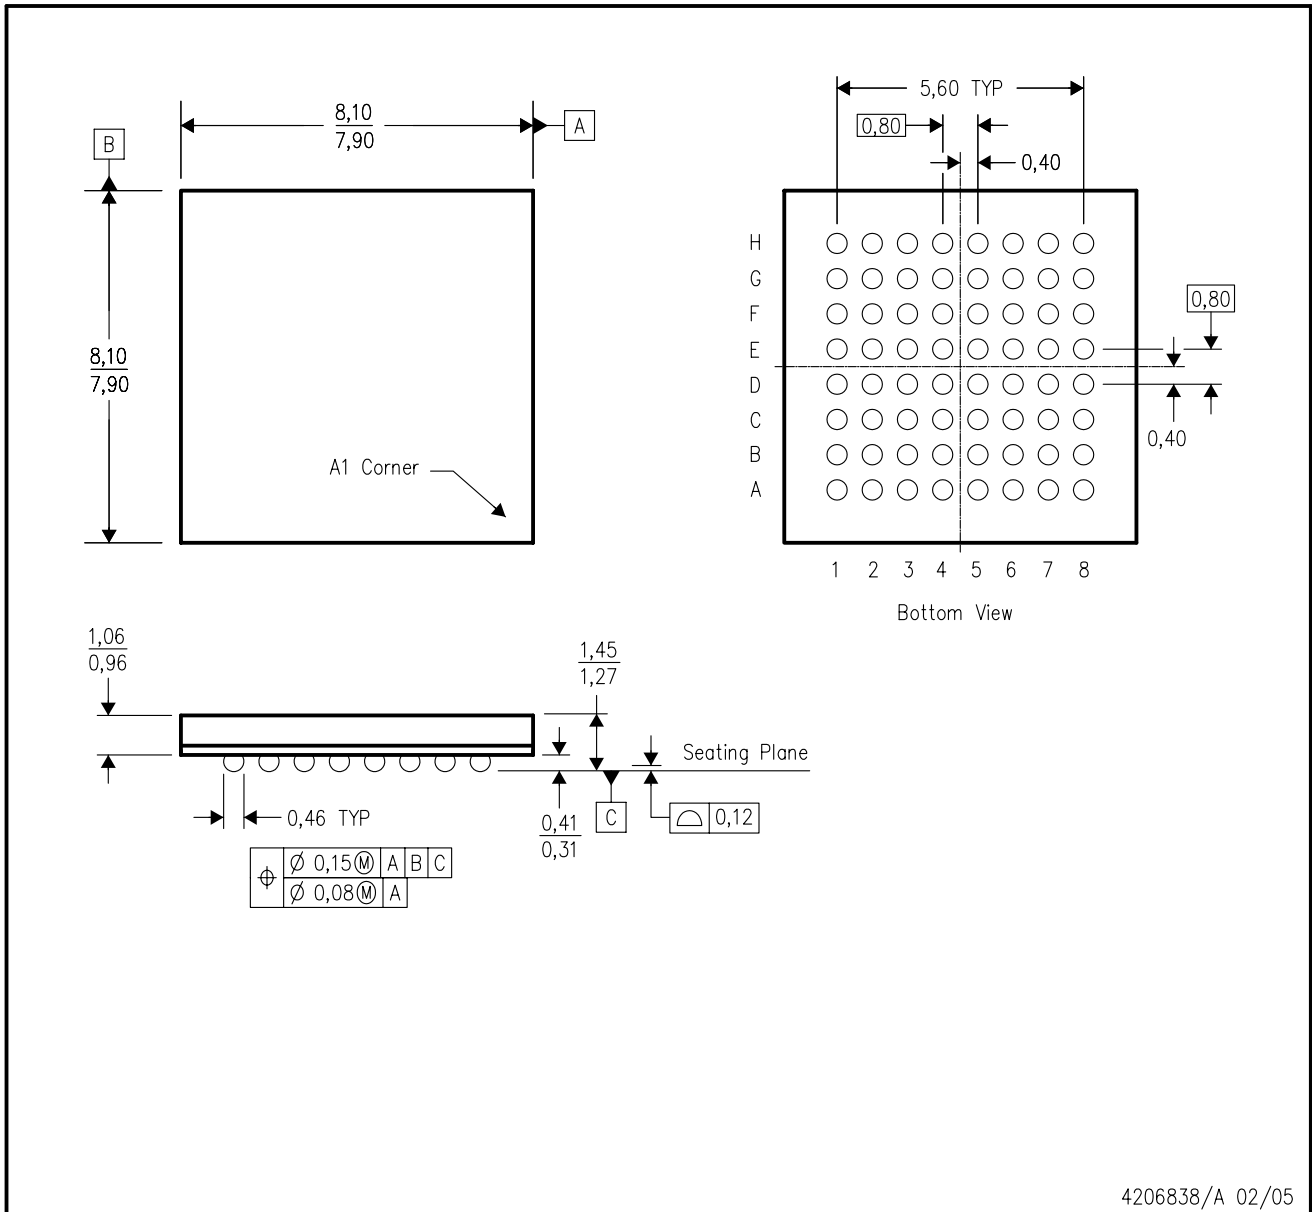 8,10
7,90
A
B
8,10
7,90
A1 Corner
5,60 TYP
0,80
0,40
H
G
F
E
D
C
B
A
0,80
0,40
1 2 3 4 5 6 7 8
Bottom View
1,06
0,96
1,45
1,27
Seating Plane
0,46 TYP
0,41
0,31
C
⌓ 0,12
⌖ Ø 0,15Ⓜ A B C
Ø 0,08Ⓜ A
4206838/A 02/05